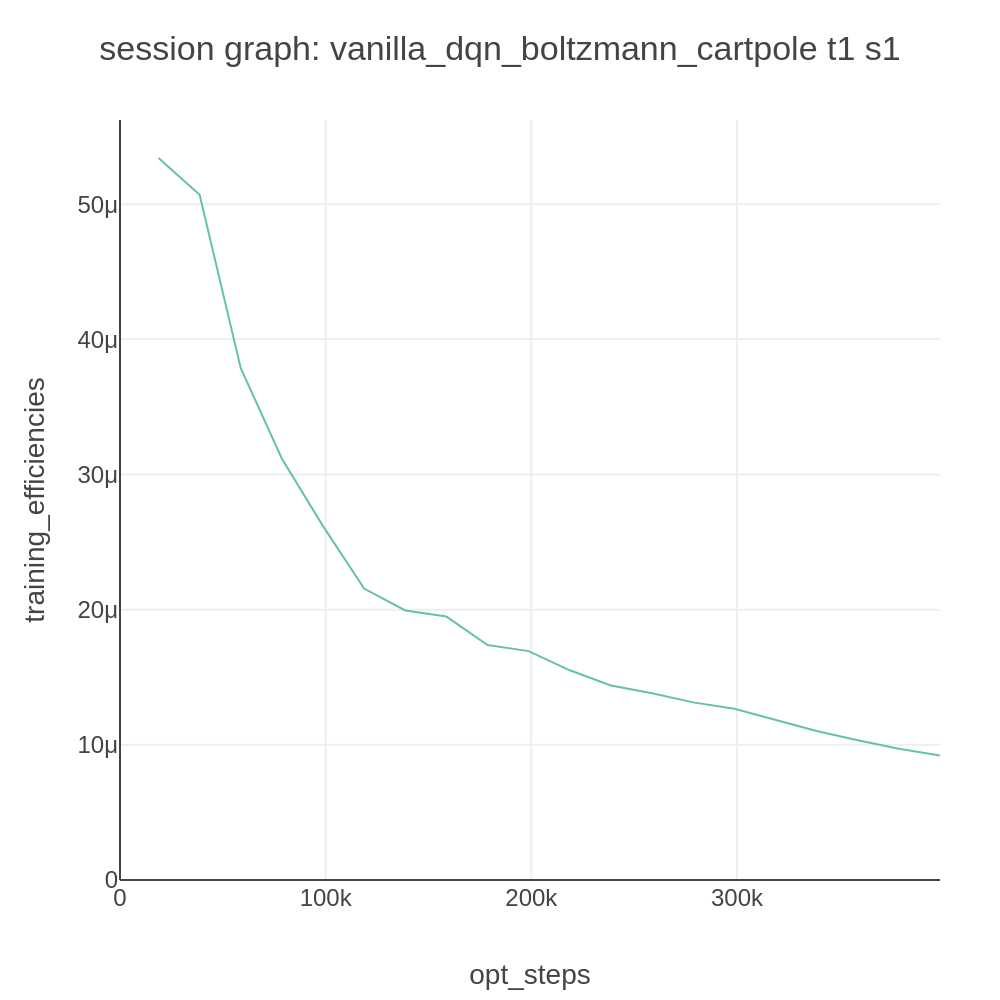 session graph: vanilla_dqn_boltzmann_cartpole t1 s1
training_efficiencies
50μ
40μ
30μ
20μ
10μ
0
0
100k
200k
300k
opt_steps